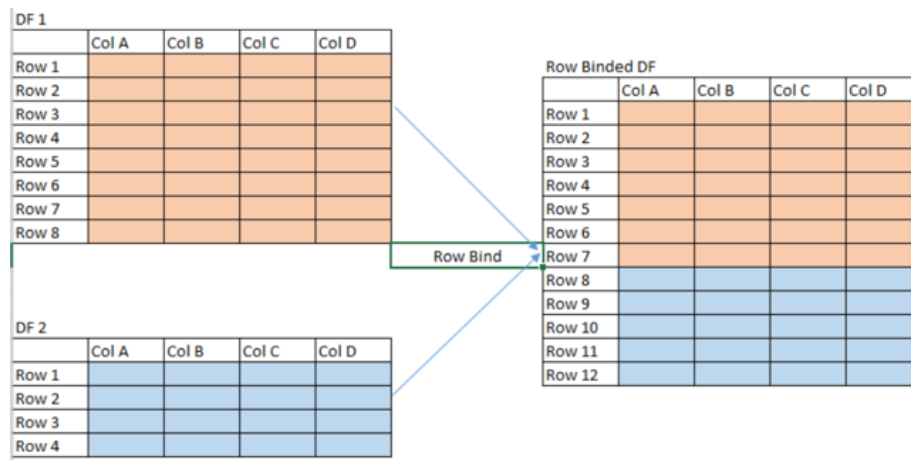 DF 1
Col A Col B Col C Col D
Row 1
Row 2
Row 3
Row 4
Row 5
Row 6
Row 7
Row 8
Row Bind
DF 2
Col A Col B Col C Col D
Row 1
Row 2
Row 3
Row 4
Row Binded DF
Col A Col B Col C Col D
Row 1
Row 2
Row 3
Row 4
Row 5
Row 6
Row 7
Row 8
Row 9
Row 10
Row 11
Row 12